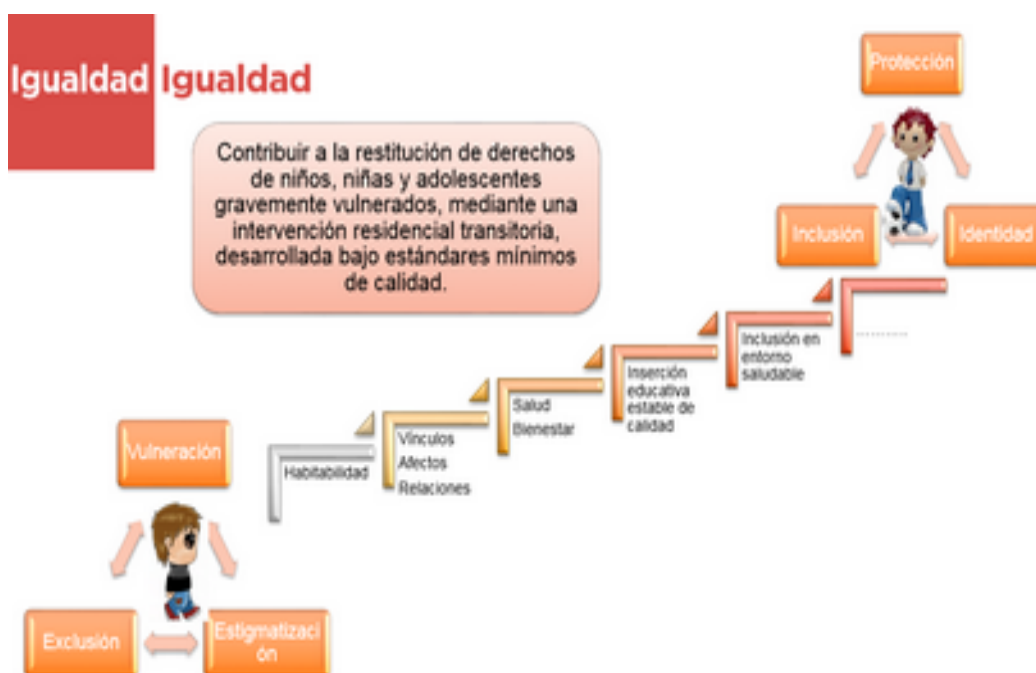 Igualdad Igualdad
Contribuir a la restitución de derechos
de niños, niñas y adolescentes
gravemente vulnerados, mediante una
intervención residencial transitoria,
desarrollada bajo estándares mínimos
de calidad.
Protección
Inclusión
Identidad
Habitabilidad
Vínculos
Afectos
Relaciones
Salud
Bienestar
Inserción
educativa
estable de
calidad
Inclusión en
entorno
saludable
...........
Vulneración
Exclusión
Estigmatizaci
ón